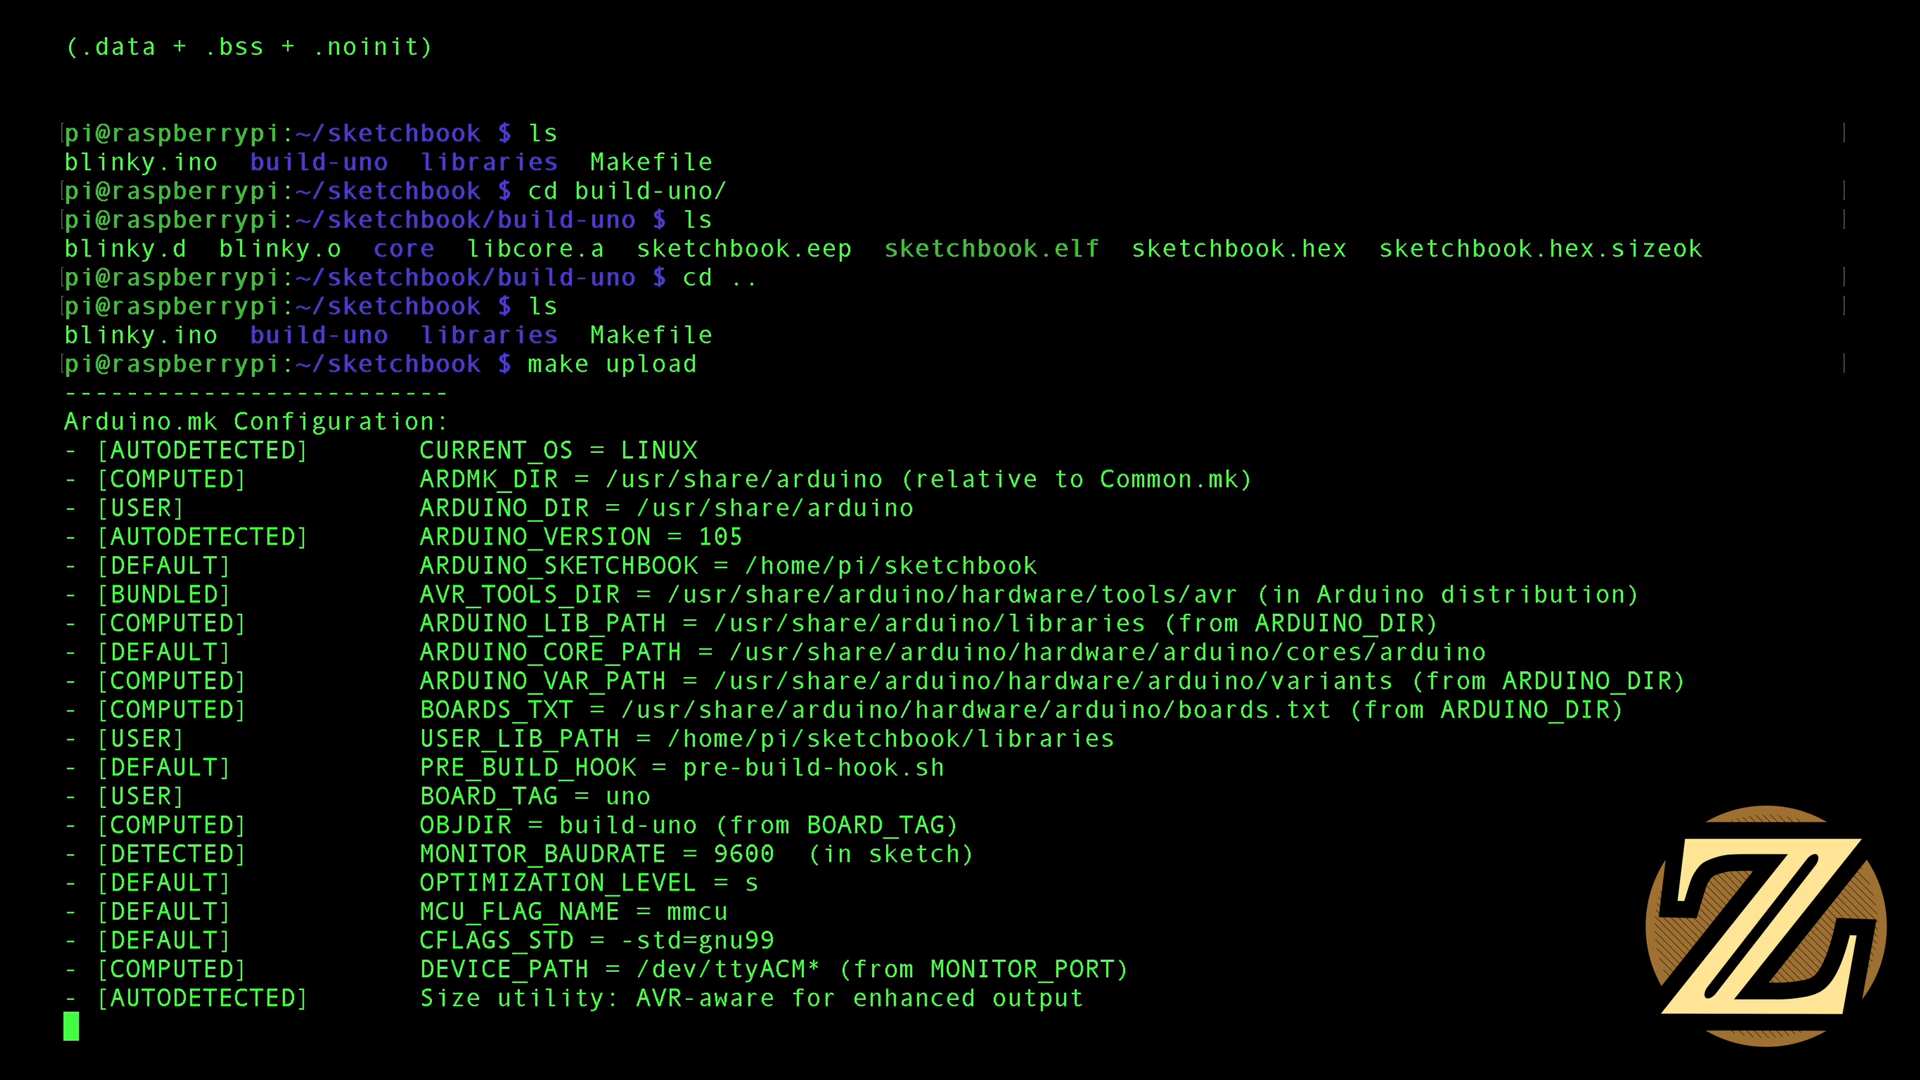 (.data + .bss + .noinit)
pi@raspberrypi:~/sketchbook $ ls
blinky.ino  build-uno  libraries  Makefile
pi@raspberrypi:~/sketchbook $ cd build-uno/
pi@raspberrypi:~/sketchbook/build-uno $ ls
blinky.d  blinky.o  core  libcore.a  sketchbook.eep  sketchbook.elf  sketchbook.hex  sketchbook.hex.sizeok
pi@raspberrypi:~/sketchbook/build-uno $ cd ..
pi@raspberrypi:~/sketchbook $ ls
blinky.ino  build-uno  libraries  Makefile
pi@raspberrypi:~/sketchbook $ make upload
-------------------------
Arduino.mk Configuration:
- [AUTODETECTED]       CURRENT_OS = LINUX
- [COMPUTED]           ARDMK_DIR = /usr/share/arduino (relative to Common.mk)
- [USER]               ARDUINO_DIR = /usr/share/arduino
- [AUTODETECTED]       ARDUINO_VERSION = 105
- [DEFAULT]            ARDUINO_SKETCHBOOK = /home/pi/sketchbook
- [BUNDLED]            AVR_TOOLS_DIR = /usr/share/arduino/hardware/tools/avr (in Arduino distribution)
- [COMPUTED]           ARDUINO_LIB_PATH = /usr/share/arduino/libraries (from ARDUINO_DIR)
- [DEFAULT]            ARDUINO_CORE_PATH = /usr/share/arduino/hardware/arduino/cores/arduino
- [COMPUTED]           ARDUINO_VAR_PATH = /usr/share/arduino/hardware/arduino/variants (from ARDUINO_DIR)
- [COMPUTED]           BOARDS_TXT = /usr/share/arduino/hardware/arduino/boards.txt (from ARDUINO_DIR)
- [USER]               USER_LIB_PATH = /home/pi/sketchbook/libraries
- [DEFAULT]            PRE_BUILD_HOOK = pre-build-hook.sh
- [USER]               BOARD_TAG = uno
- [COMPUTED]           OBJDIR = build-uno (from BOARD_TAG)
- [DETECTED]           MONITOR_BAUDRATE = 9600  (in sketch)
- [DEFAULT]            OPTIMIZATION_LEVEL = s
- [DEFAULT]            MCU_FLAG_NAME = mmcu
- [DEFAULT]            CFLAGS_STD = -std=gnu99
- [COMPUTED]           DEVICE_PATH = /dev/ttyACM* (from MONITOR_PORT)
- [AUTODETECTED]       Size utility: AVR-aware for enhanced output
Z